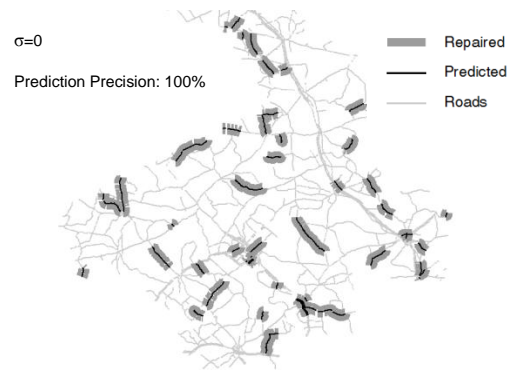 σ=0
Prediction Precision: 100%
Repaired
Predicted
Roads